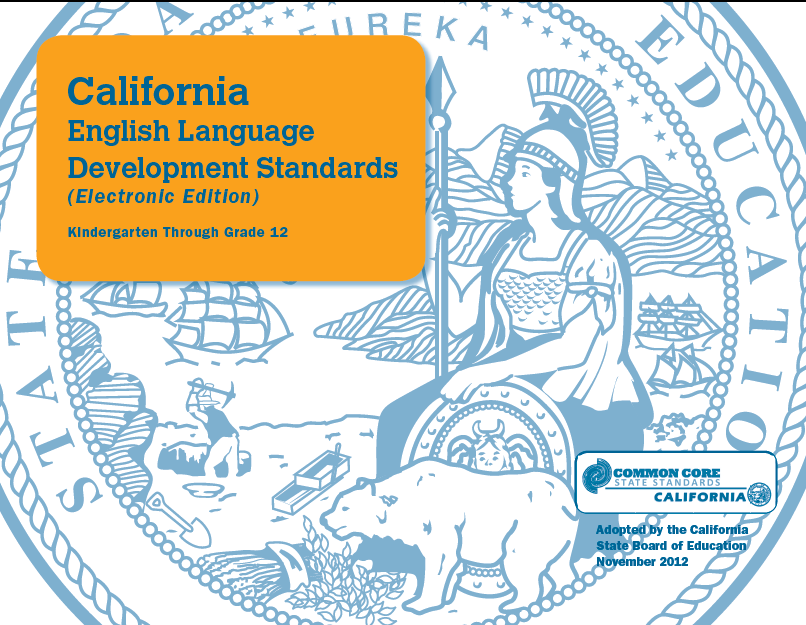 EUREKA
STATE
EDUCATIO
California
English Language
Development Standards
(Electronic Edition)
Kindergarten Through Grade 12
COMMON CORE
STATE STANDARDS
CALIFORNIA
Adopted by the California
State Board of Education
November 2012